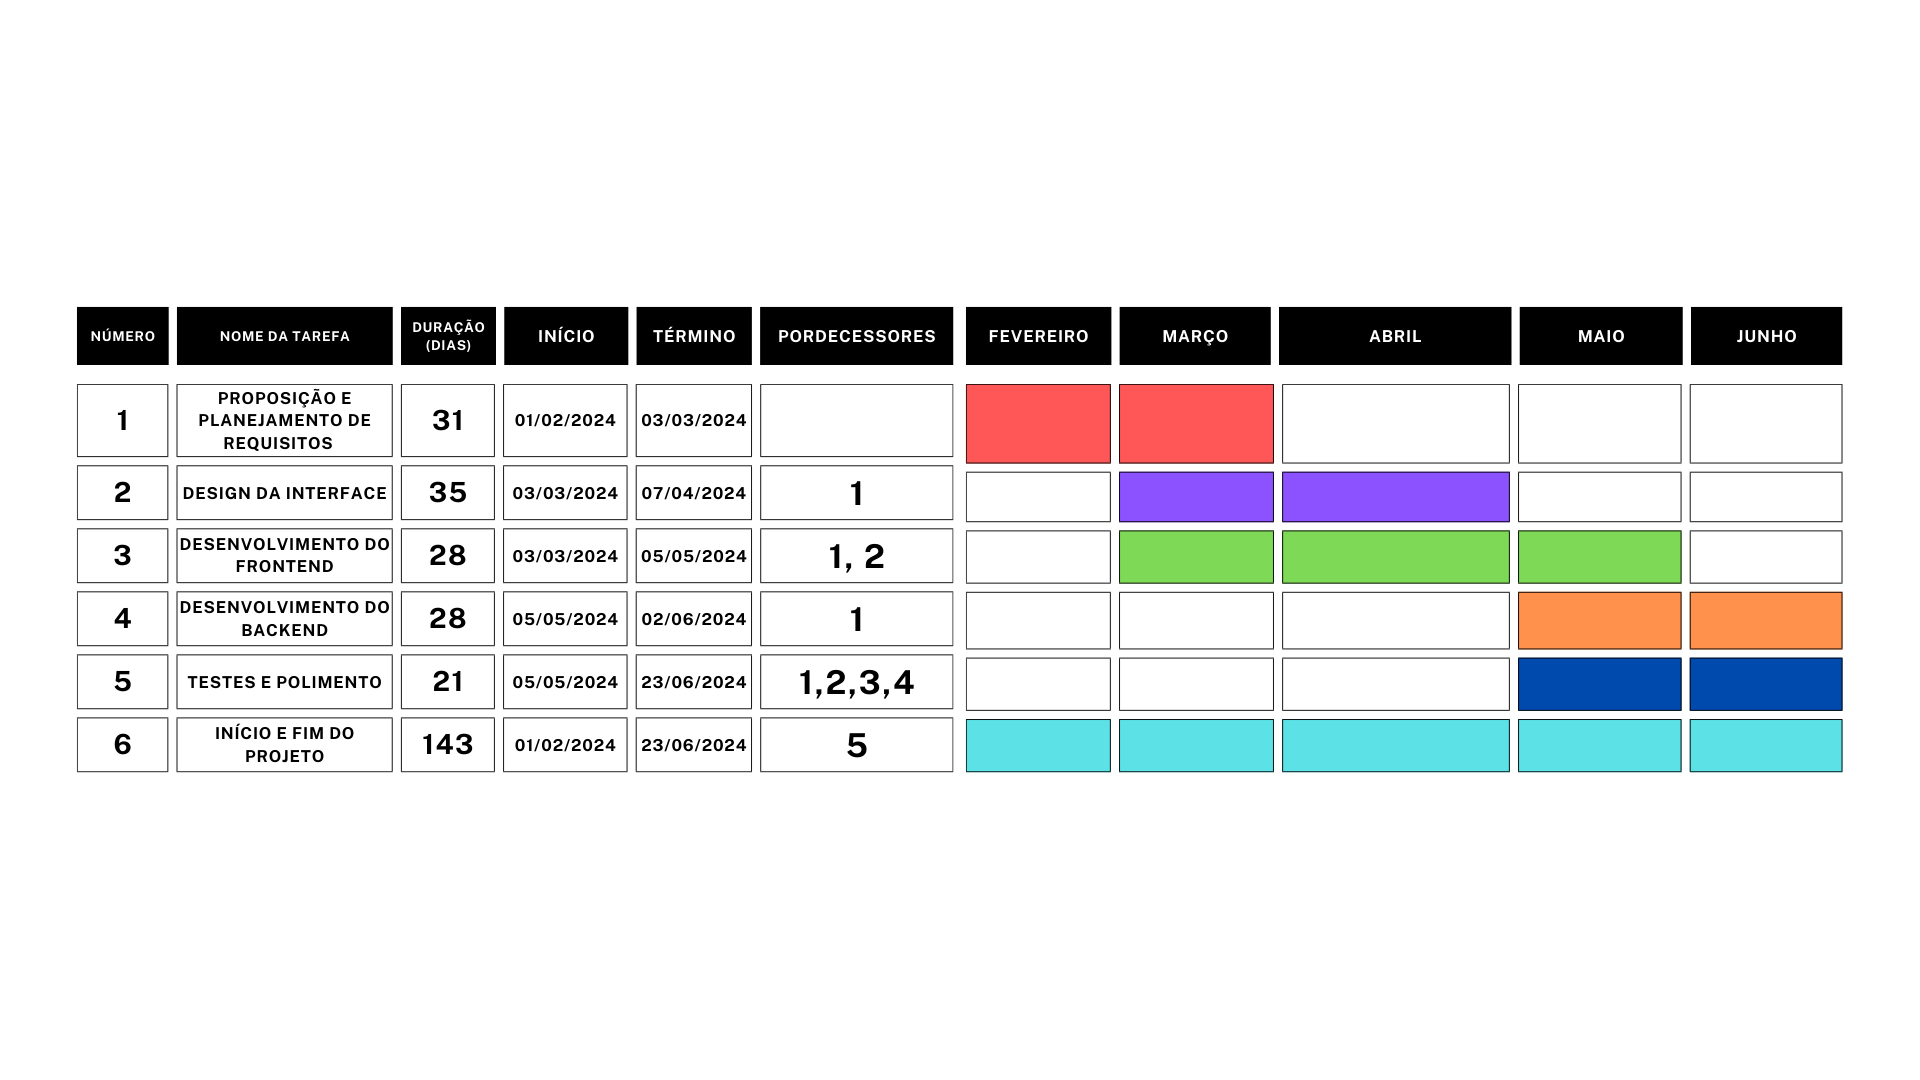 NÚMERO NOME DA TAREFA DURAÇÃO (DIAS) INÍCIO TÉRMINO PORDECESSORES FEVEREIRO MARÇO ABRIL MAIO JUNHO
1 PROPOSIÇÃO E PLANEJAMENTO DE REQUISITOS 31 01/02/2024 03/03/2024
2 DESIGN DA INTERFACE 35 03/03/2024 07/04/2024 1
3 DESENVOLVIMENTO DO FRONTEND 28 03/03/2024 05/05/2024 1, 2
4 DESENVOLVIMENTO DO BACKEND 28 05/05/2024 02/06/2024 1
5 TESTES E POLIMENTO 21 05/05/2024 23/06/2024 1,2,3,4
6 INÍCIO E FIM DO PROJETO 143 01/02/2024 23/06/2024 5